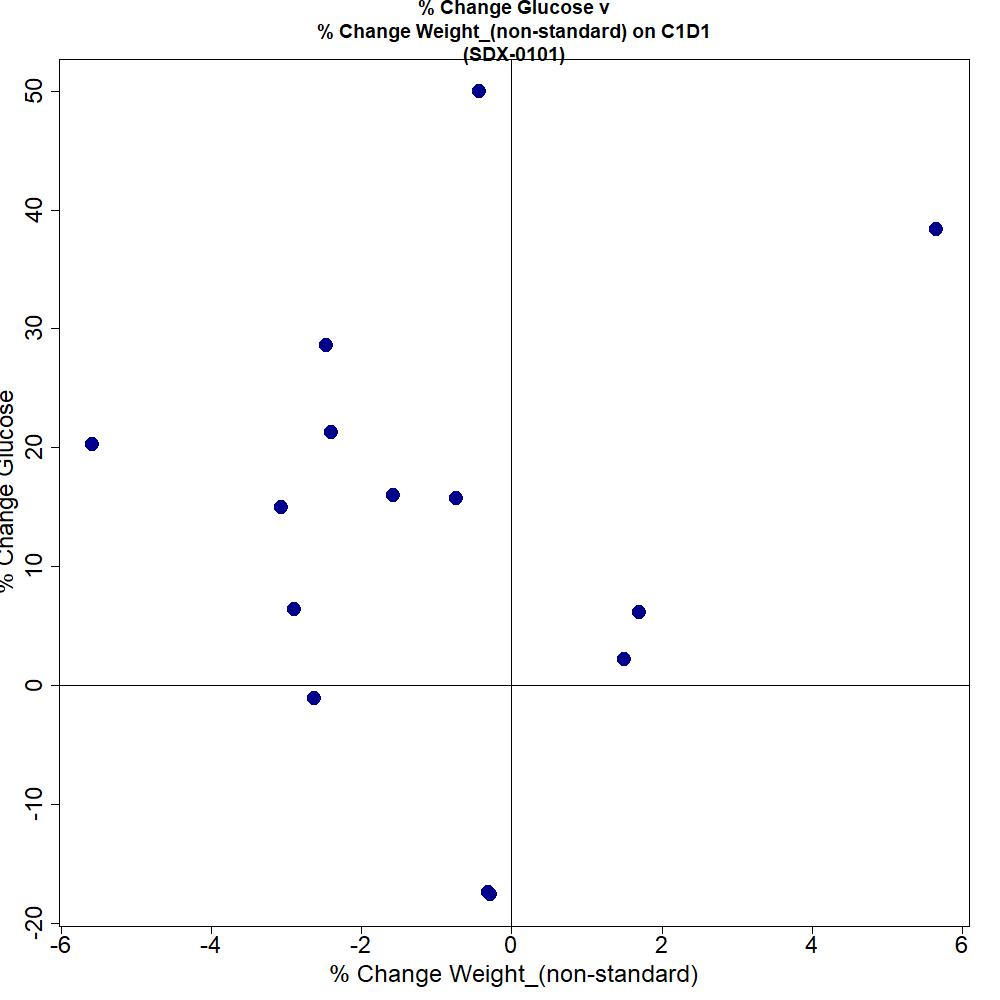 % Change Glucose v
% Change Weight_(non-standard) on C1D1
(SDX-0101)
50
40
30
20
10
0
-10
-20
% Change Glucose
-6 -4 -2 0 2 4 6
% Change Weight_(non-standard)